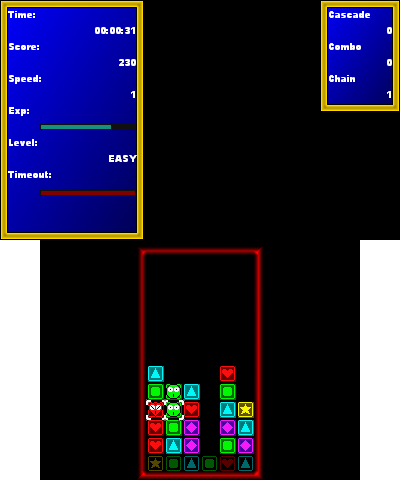 Time:
00:00:31
Score:
230
Speed:
1
Exp:
Level:
EASY
Timeout:
Cascade
0
Combo
0
Chain
1